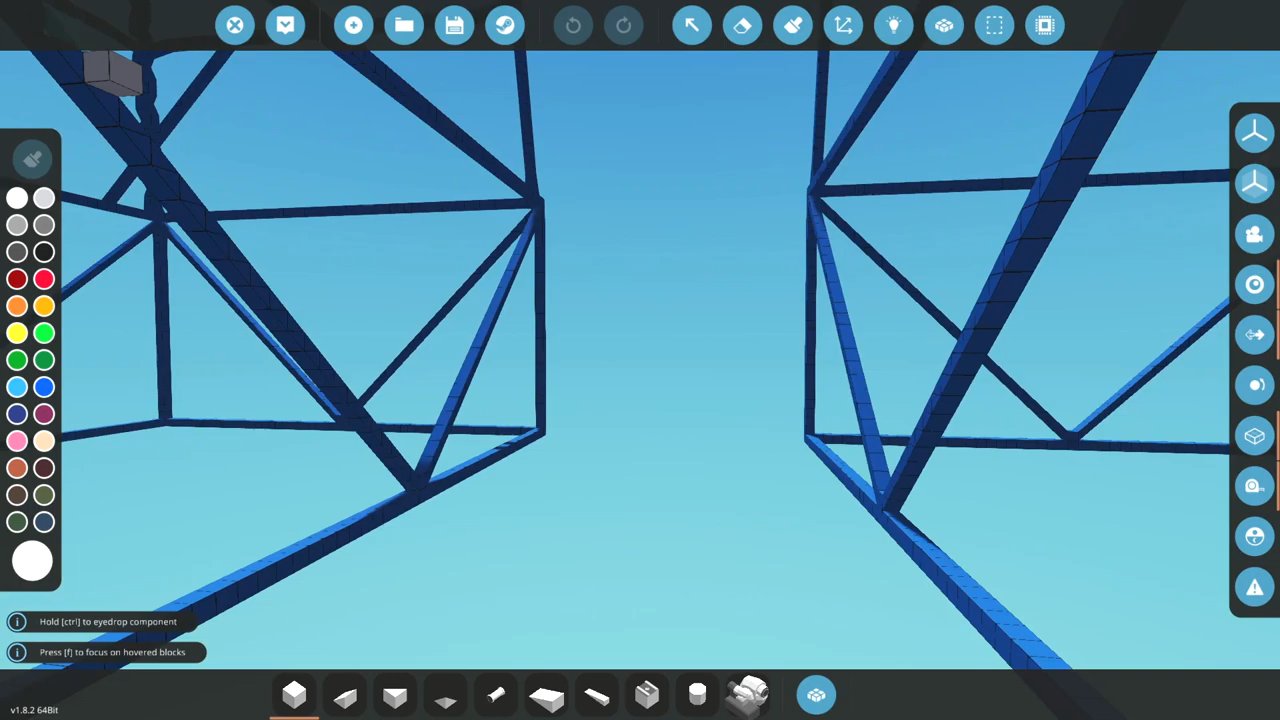 Hold [ctrl] to eyedrop component
Press [f] to focus on hovered blocks
v1.8.2 64Bit